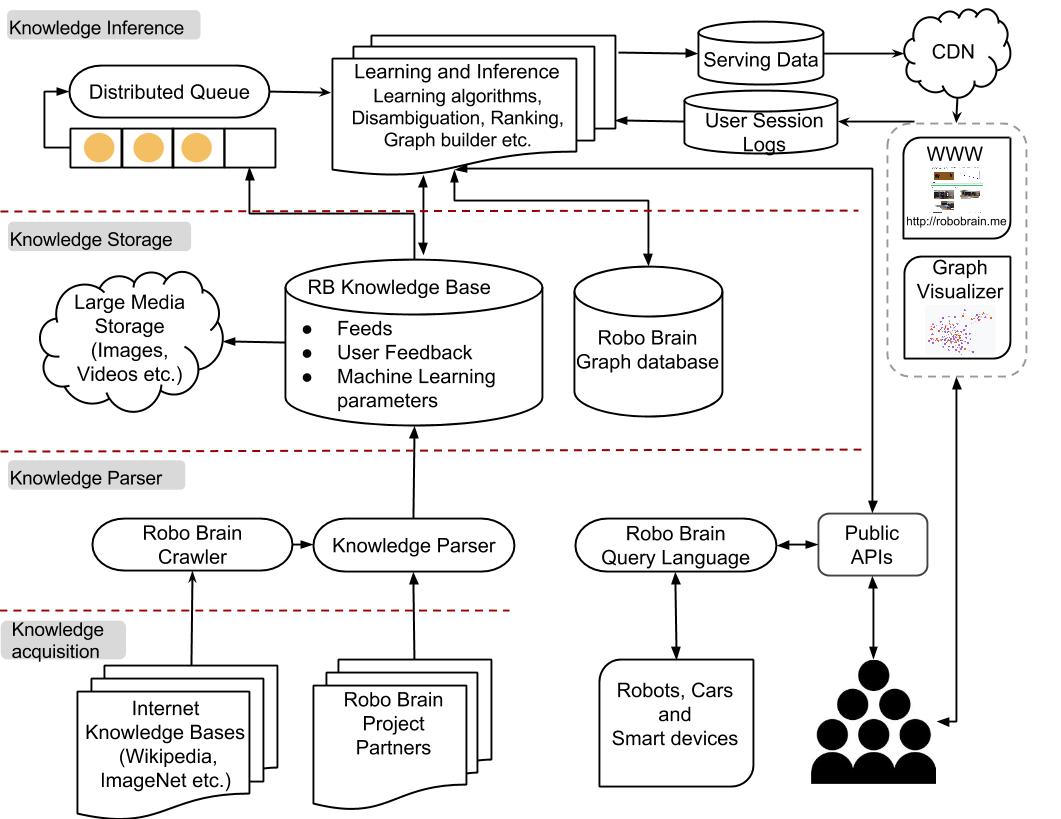 Knowledge Inference
Distributed Queue
Learning and Inference
Learning algorithms,
Disambiguation, Ranking,
Graph builder etc.
Serving Data
User Session
Logs
CDN
WWW
http://robobrain.me
Graph
Visualizer
Knowledge Storage
Large Media
Storage
(Images,
Videos etc.)
RB Knowledge Base
● Feeds
● User Feedback
● Machine Learning
parameters
Robo Brain
Graph database
Knowledge Parser
Robo Brain
Crawler
Knowledge Parser
Robo Brain
Query Language
Public
APIs
Knowledge
acquisition
Internet
Knowledge Bases
(Wikipedia,
ImageNet etc.)
Robo Brain
Project
Partners
Robots, Cars
and
Smart devices